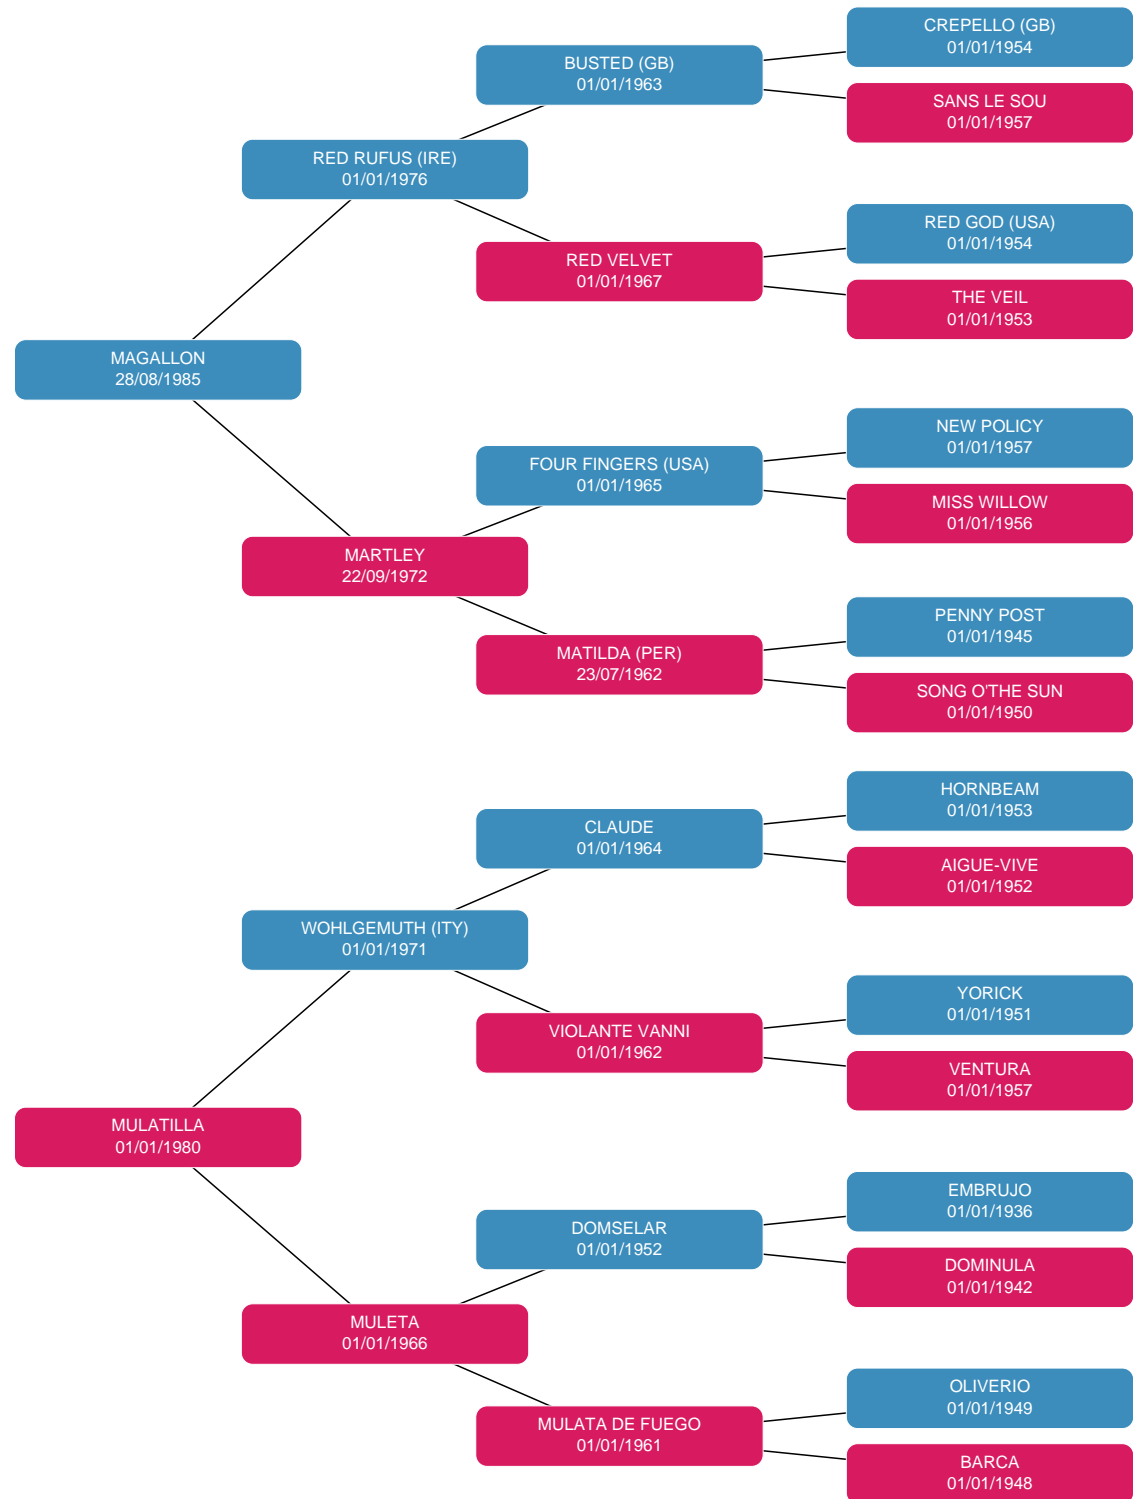 CREPELLO (GB)
01/01/1954
BUSTED (GB)
01/01/1963
SANS LE SOU
01/01/1957
RED RUFUS (IRE)
01/01/1976
RED GOD (USA)
01/01/1954
RED VELVET
01/01/1967
THE VEIL
01/01/1953
MAGALLON
28/08/1985
NEW POLICY
01/01/1957
FOUR FINGERS (USA)
01/01/1965
MISS WILLOW
01/01/1956
MARTLEY
22/09/1972
PENNY POST
01/01/1945
MATILDA (PER)
23/07/1962
SONG O'THE SUN
01/01/1950
HORNBEAM
01/01/1953
CLAUDE
01/01/1964
AIGUE-VIVE
01/01/1952
WOHLGEMUTH (ITY)
01/01/1971
YORICK
01/01/1951
VIOLANTE VANNI
01/01/1962
VENTURA
01/01/1957
MULATILLA
01/01/1980
EMBRUJO
01/01/1936
DOMSELAR
01/01/1952
DOMINULA
01/01/1942
MULETA
01/01/1966
OLIVERIO
01/01/1949
MULATA DE FUEGO
01/01/1961
BARCA
01/01/1948